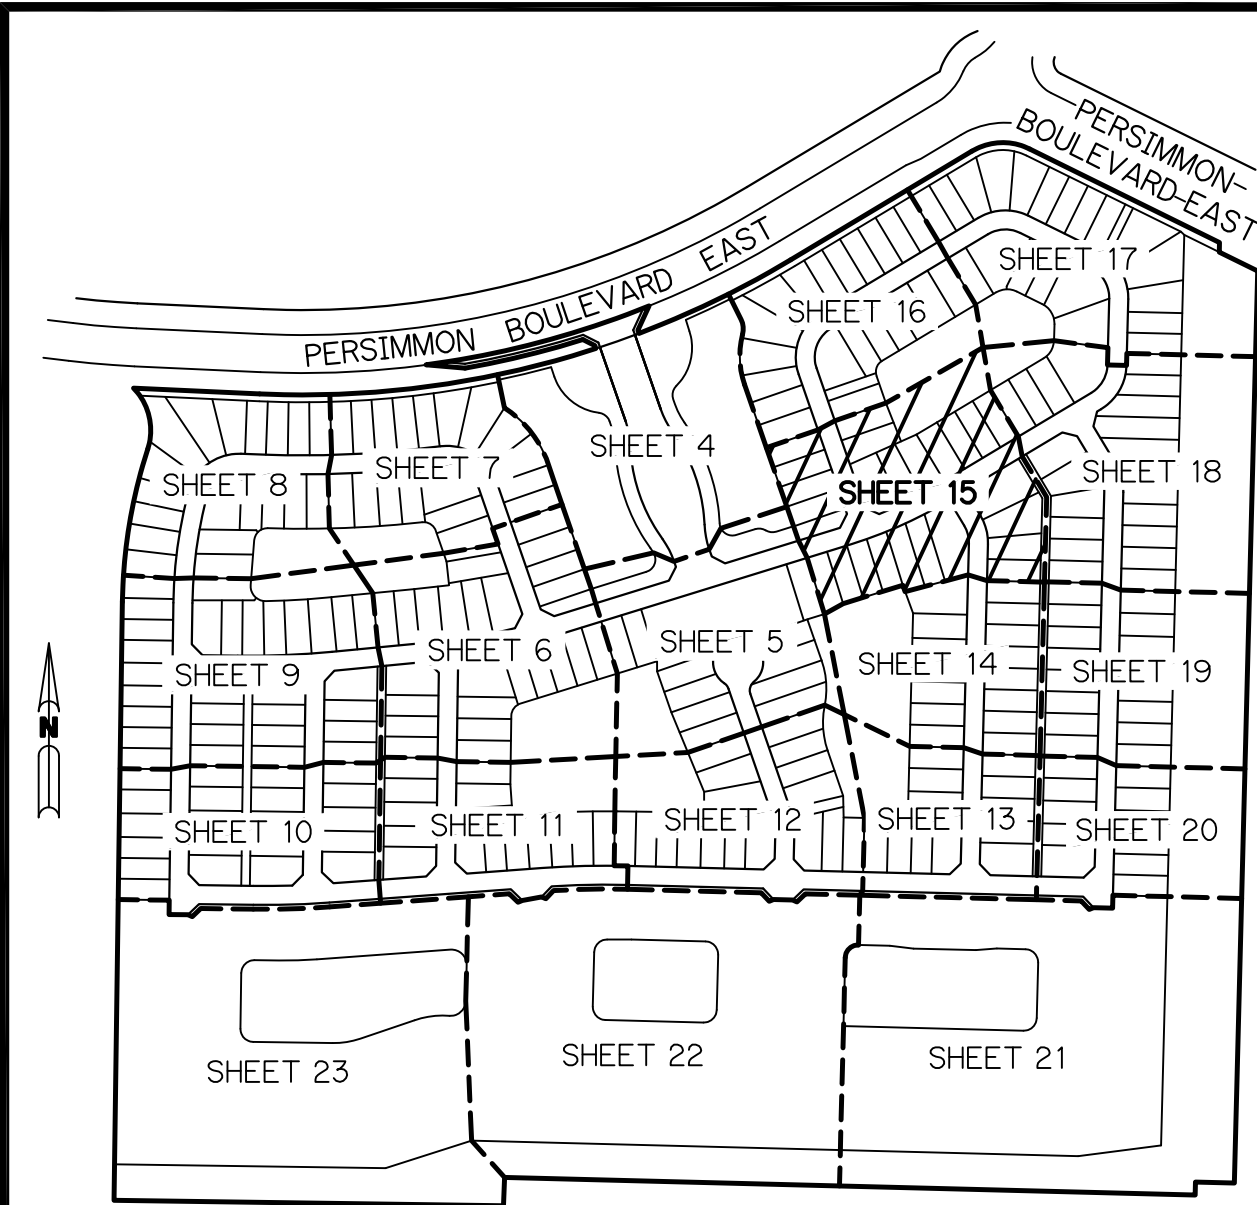 PERSIMMON-
BOULEVARD-EAST
PERSIMMON BOULEVARD EAST
SHEET 17
SHEET 16
SHEET 4
SHEET 7
SHEET 8
SHEET 18
SHEET 15
SHEET 5
SHEET 6
SHEET 14
SHEET 19
SHEET 9
N
SHEET 10
SHEET 11
SHEET 12
SHEET 13
SHEET 20
SHEET 23
SHEET 22
SHEET 21